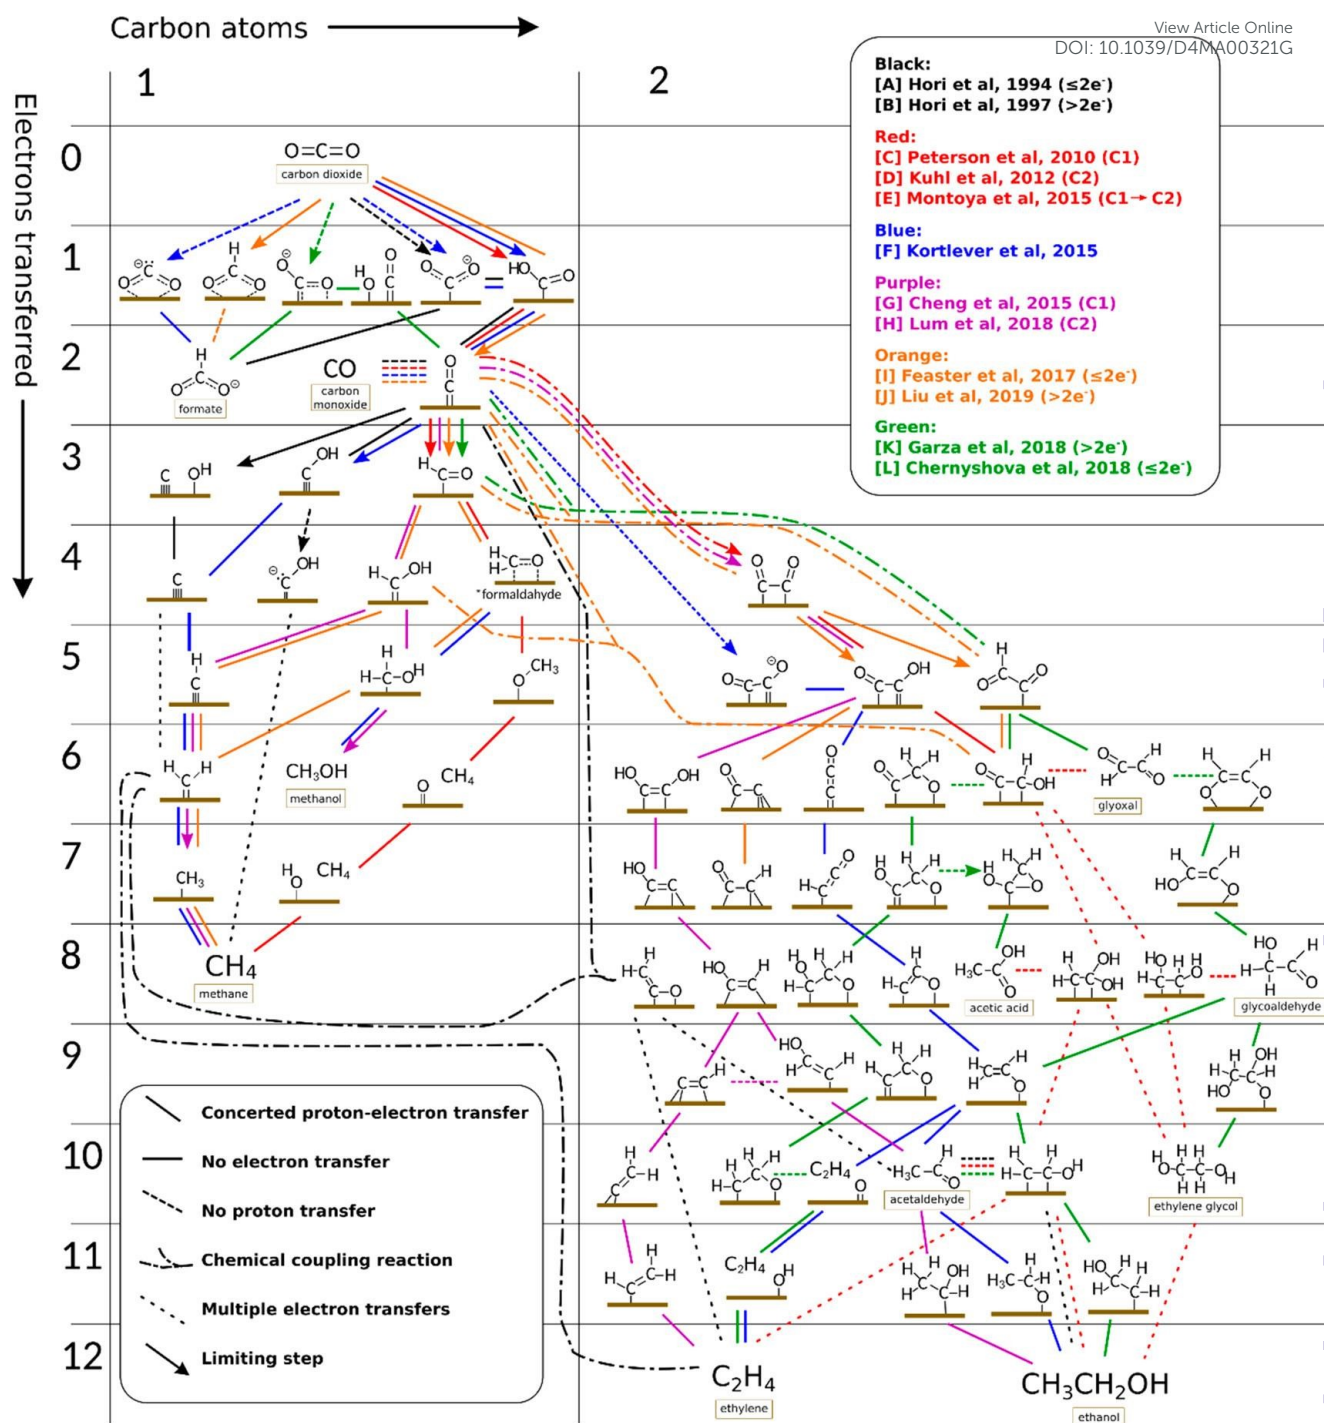 View Article Online
DOI: 10.1039/D4MA00321G
Carbon atoms
Electrons transferred
1
2
Black:
[A] Hori et al, 1994 (≤2e⁻)
[B] Hori et al, 1997 (>2e⁻)
Red:
[C] Peterson et al, 2010 (C1)
[D] Kuhl et al, 2012 (C2)
[E] Montoya et al, 2015 (C1→ C2)
Blue:
[F] Kortlever et al, 2015
Purple:
[G] Cheng et al, 2015 (C1)
[H] Lum et al, 2018 (C2)
Orange:
[I] Feaster et al, 2017 (≤2e⁻)
[J] Liu et al, 2019 (>2e⁻)
Green:
[K] Garza et al, 2018 (>2e⁻)
[L] Chernyshova et al, 2018 (≤2e⁻)
0
O=C=O
carbon dioxide
1
2
CO
carbon
monoxide
formate
3
4
*formaldahyde
5
6
CH₃OH
methanol
CH₄
glyoxal
7
CH₄
CH₃
8
CH₄
methane
acetic acid
glycoaldehyde
9
10
C₂H₄
acetaldehyde
ethylene glycol
11
C₂H₄
12
C₂H₄
ethylene
CH₃CH₂OH
ethanol
Concerted proton-electron transfer
No electron transfer
No proton transfer
Chemical coupling reaction
Multiple electron transfers
Limiting step